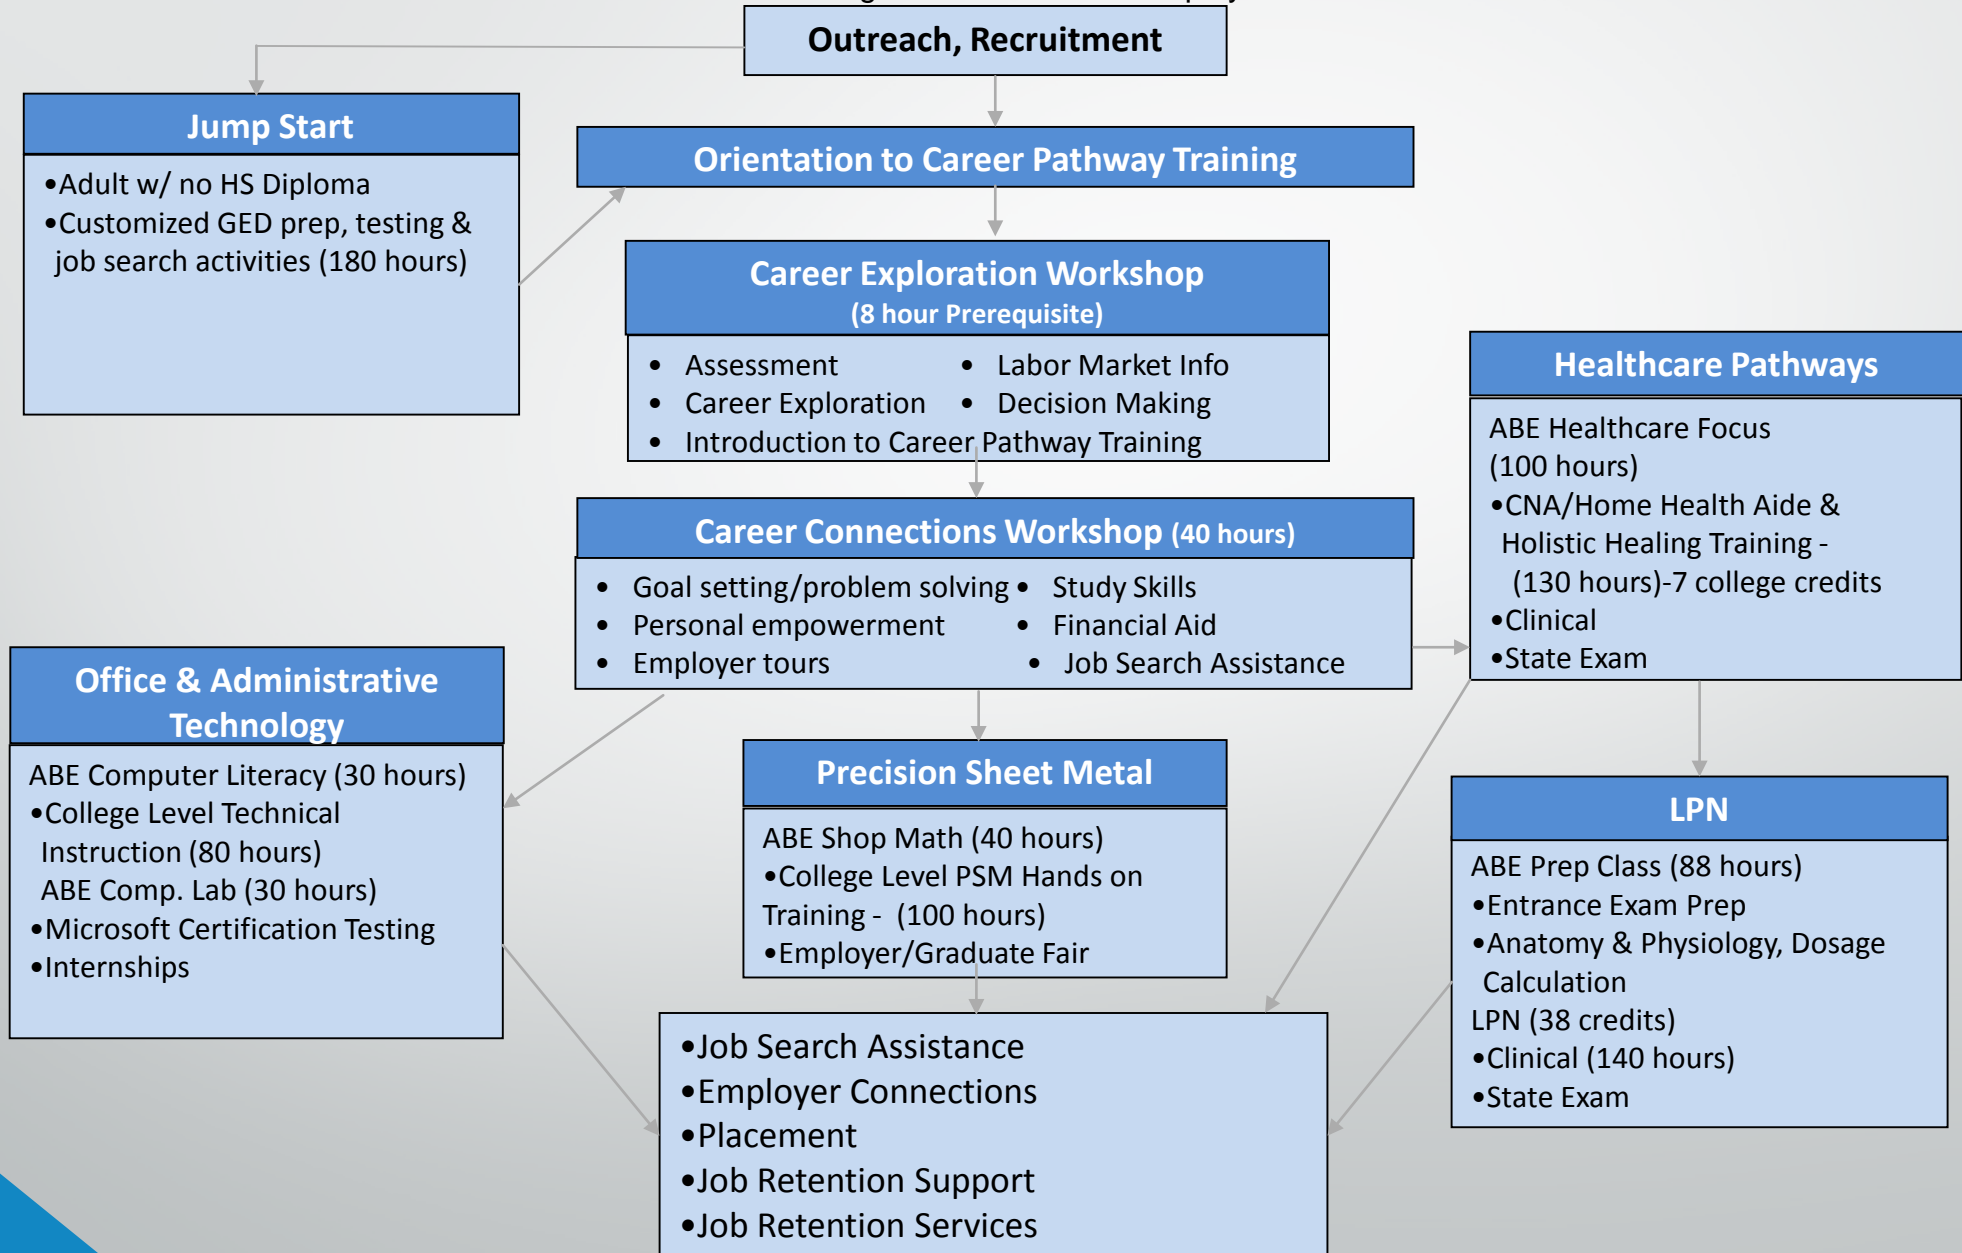 Outreach, Recruitment
Jump Start
•Adult w/ no HS Diploma
•Customized GED prep, testing &
job search activities (180 hours)
Orientation to Career Pathway Training
Career Exploration Workshop
(8 hour Prerequisite)
• Assessment • Labor Market Info
• Career Exploration • Decision Making
• Introduction to Career Pathway Training
Career Connections Workshop (40 hours)
• Goal setting/problem solving • Study Skills
• Personal empowerment • Financial Aid
• Employer tours • Job Search Assistance
Healthcare Pathways
ABE Healthcare Focus
(100 hours)
•CNA/Home Health Aide &
Holistic Healing Training -
(130 hours)-7 college credits
•Clinical
•State Exam
Office & Administrative
Technology
ABE Computer Literacy (30 hours)
•College Level Technical
Instruction (80 hours)
ABE Comp. Lab (30 hours)
•Microsoft Certification Testing
•Internships
Precision Sheet Metal
ABE Shop Math (40 hours)
•College Level PSM Hands on
Training - (100 hours)
•Employer/Graduate Fair
LPN
ABE Prep Class (88 hours)
•Entrance Exam Prep
•Anatomy & Physiology, Dosage
Calculation
LPN (38 credits)
•Clinical (140 hours)
•State Exam
•Job Search Assistance
•Employer Connections
•Placement
•Job Retention Support
•Job Retention Services